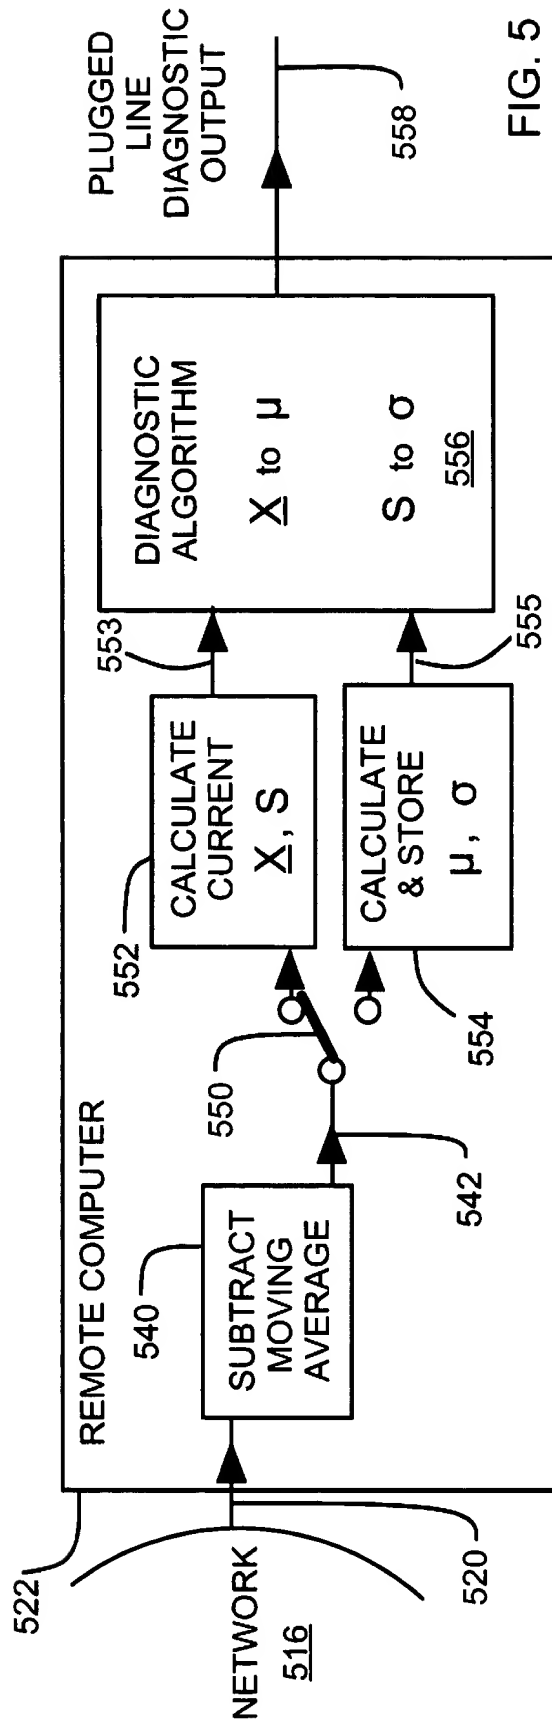 522
REMOTE COMPUTER
NETWORK
516
520
540
SUBTRACT
MOVING
AVERAGE
542
550
552
CALCULATE
CURRENT
X, S
553
554
CALCULATE
& STORE
μ, σ
555
DIAGNOSTIC
ALGORITHM
X to μ
S to σ
556
PLUGGED
LINE
DIAGNOSTIC
OUTPUT
558
FIG. 5